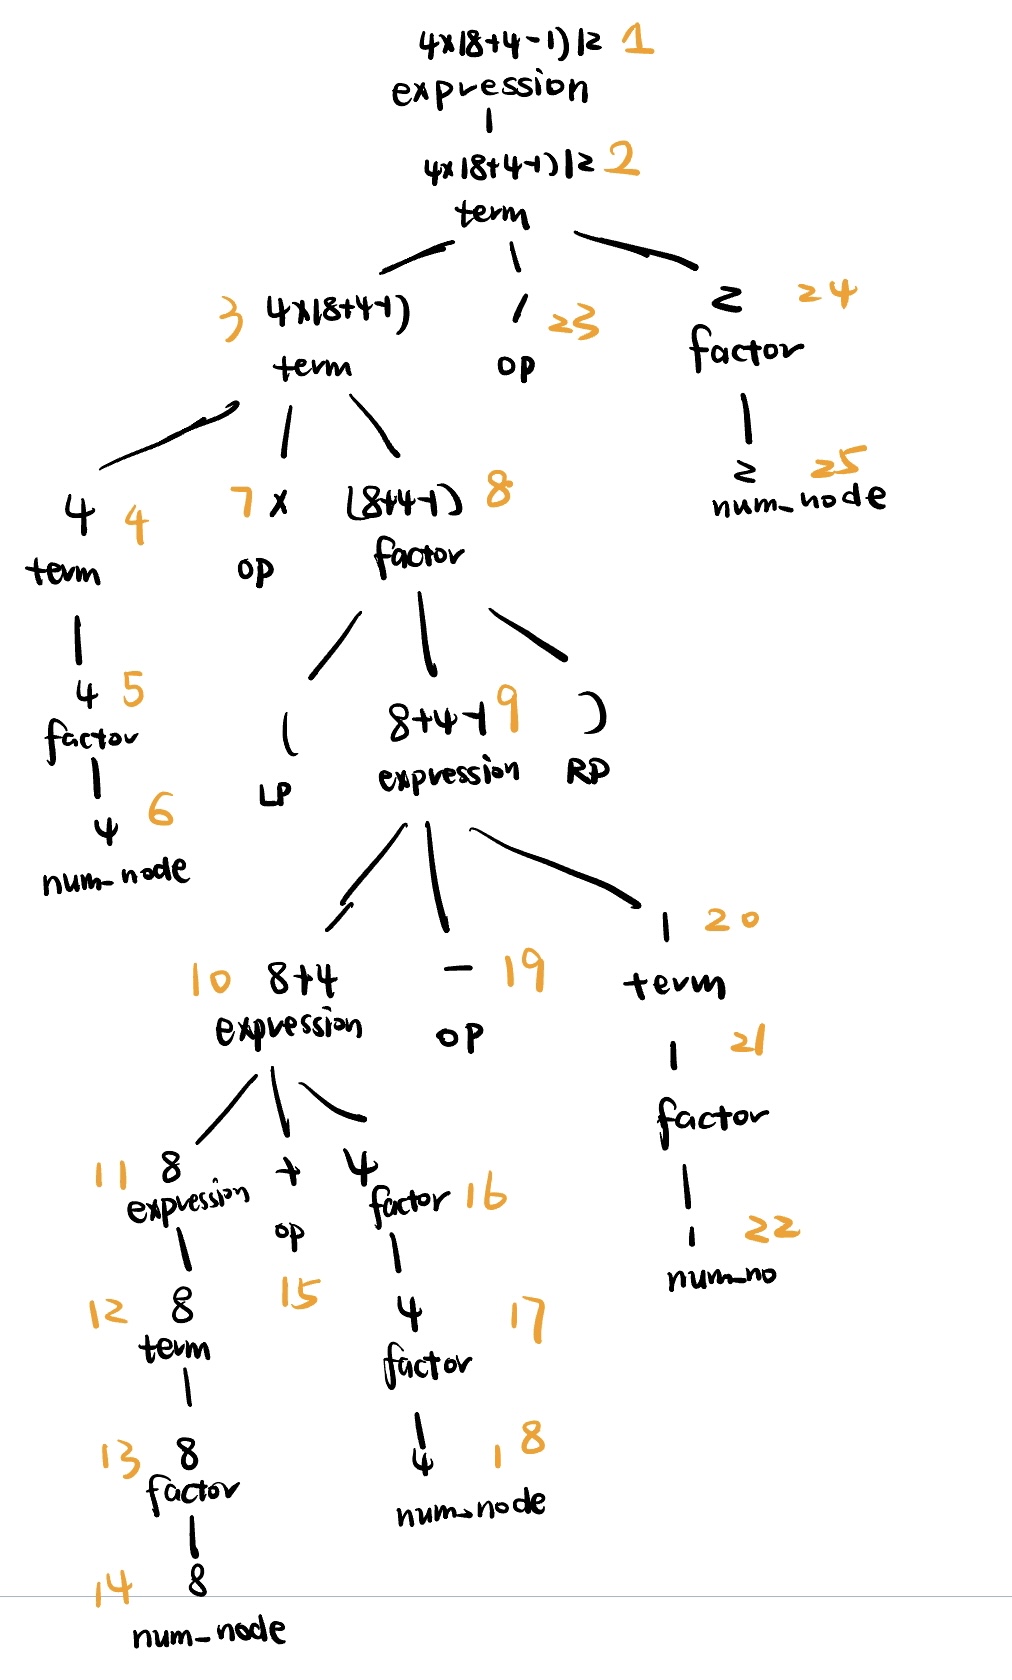 4x(8+4-1)/2 1
expression
4x(8+4-1)/2 2
term
3 4x(8+4-1)
term
/ 23
op
2 24
factor
2 25
num_node
4 4
term
7 x
op
(8+4-1) 8
factor
4 5
factor
4 6
num_node
(
LP
8+4-1 9
expression
)
RP
10 8+4
expression
- 19
OP
1 20
term
1 21
factor
1 22
num_no
11 8
expression
+
op
15
4
factor 16
12 8
term
4 17
factor
13 8
factor
4 18
num_node
14 8
num_node